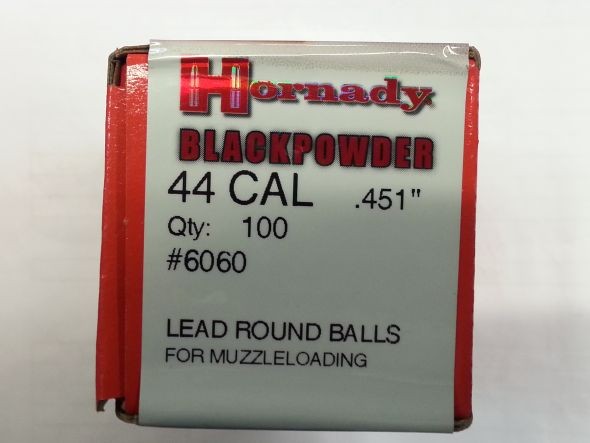 Hornady
BLACKPOWDER
44 CAL .451"
Qty: 100
#6060
LEAD ROUND BALLS
FOR MUZZLELOADING